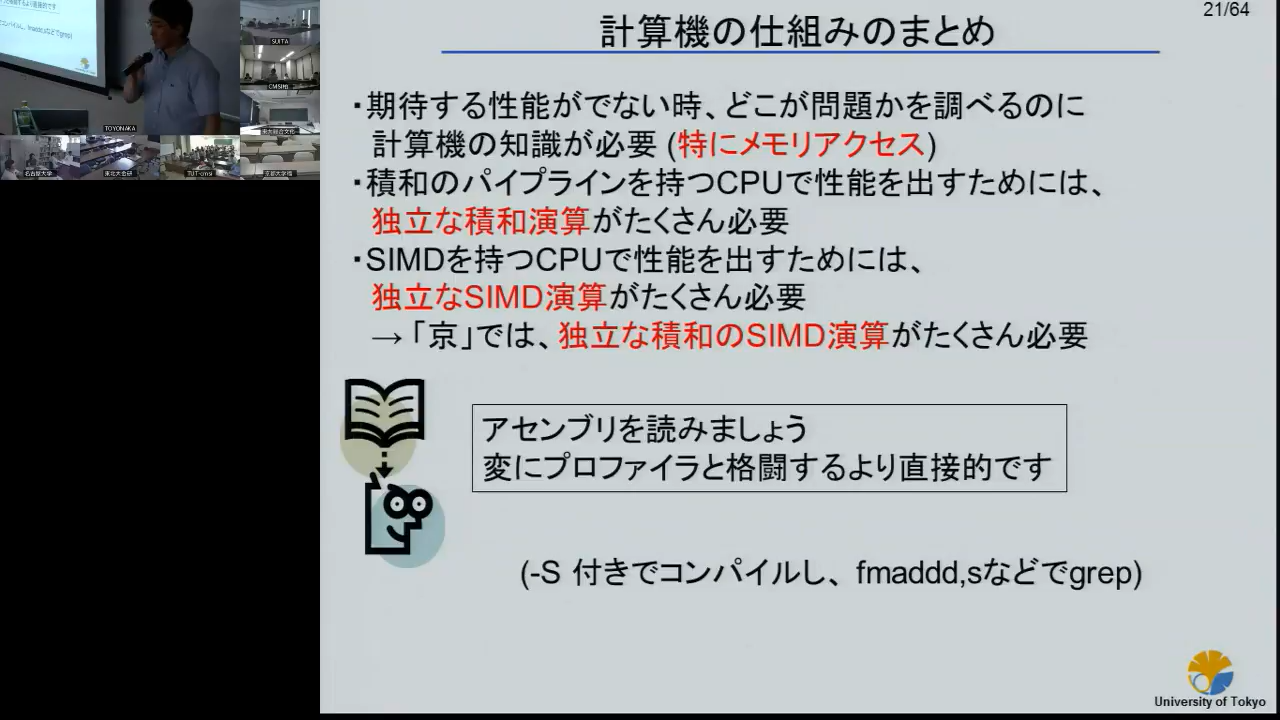 21/64
計算機の仕組みのまとめ
・期待する性能がでない時、どこが問題かを調べるのに
計算機の知識が必要 (特にメモリアクセス)
・積和のパイプラインを持つCPUで性能を出すためには、
独立な積和演算がたくさん必要
・SIMDを持つCPUで性能を出すためには、
独立なSIMD演算がたくさん必要
→「京」では、独立な積和のSIMD演算がたくさん必要
アセンブリを読みましょう
変にプロファイラと格闘するより直接的です
(-S 付きでコンパイルし、 fmaddd,sなどでgrep)
University of Tokyo
TOYONAKA
SUITA
名古屋大学
TUT-cmsi